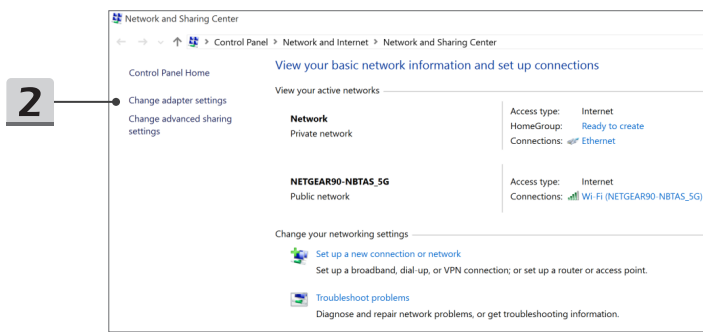 Network and Sharing Center
Control Panel > Network and Internet > Network and Sharing Center
2
Control Panel Home
Change adapter settings
Change advanced sharing
settings
View your basic network information and set up connections
View your active networks
Network
Private network
Access type: Internet
HomeGroup: Ready to create
Connections: Ethernet
NETGEAR90-NBTAS_5G
Public network
Access type: Internet
Connections: Wi-Fi (NETGEAR90-NBTAS_5G)
Change your networking settings
Set up a new connection or network
Set up a broadband, dial-up, or VPN connection; or set up a router or access point.
Troubleshoot problems
Diagnose and repair network problems, or get troubleshooting information.